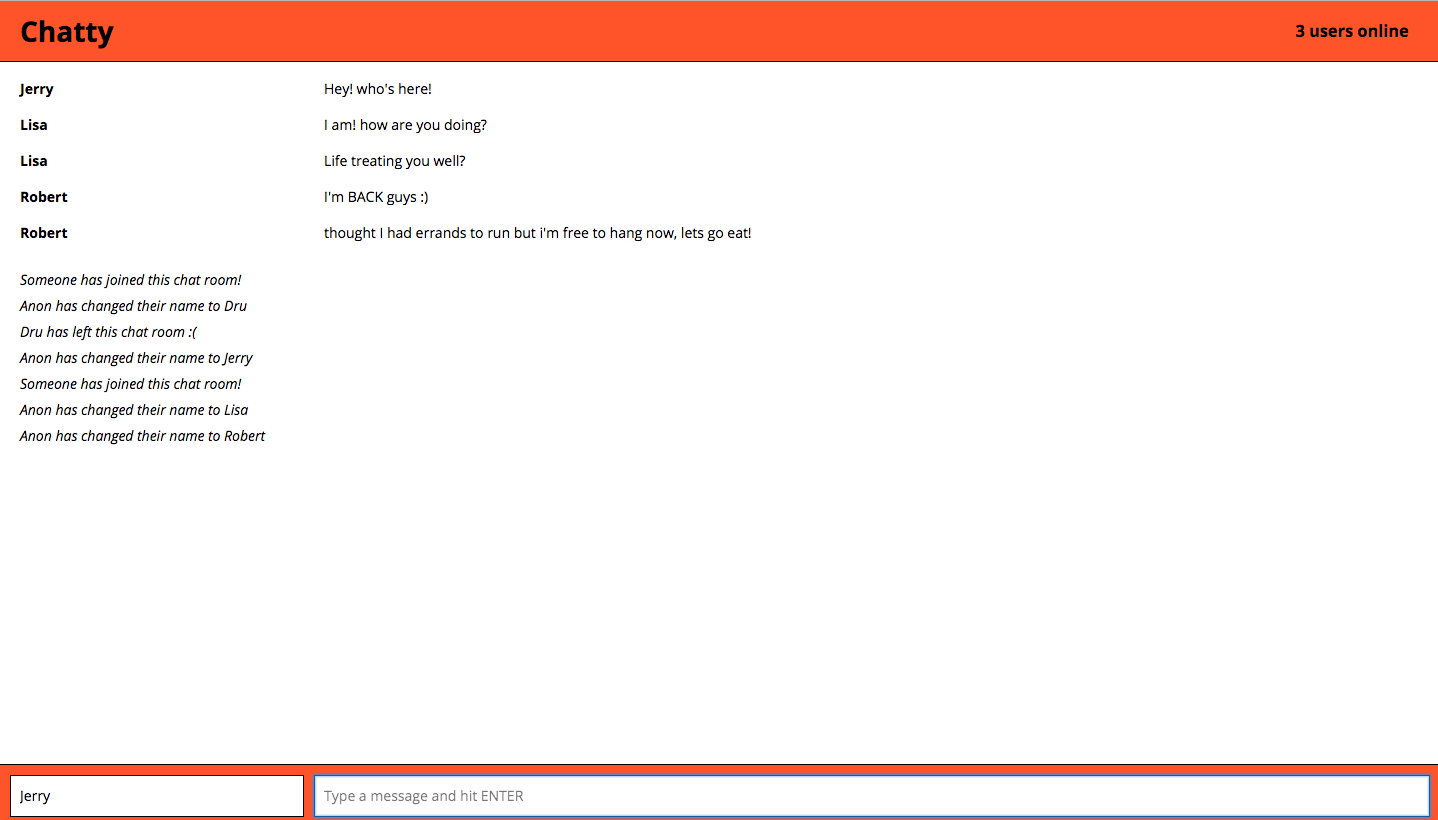 Chatty 3 users online
Jerry Hey! who's here!
Lisa I am! how are you doing?
Lisa Life treating you well?
Robert I'm BACK guys :)
Robert thought I had errands to run but i'm free to hang now, lets go eat!
Someone has joined this chat room!
Anon has changed their name to Dru
Dru has left this chat room :(
Anon has changed their name to Jerry
Someone has joined this chat room!
Anon has changed their name to Lisa
Anon has changed their name to Robert
Jerry Type a message and hit ENTER